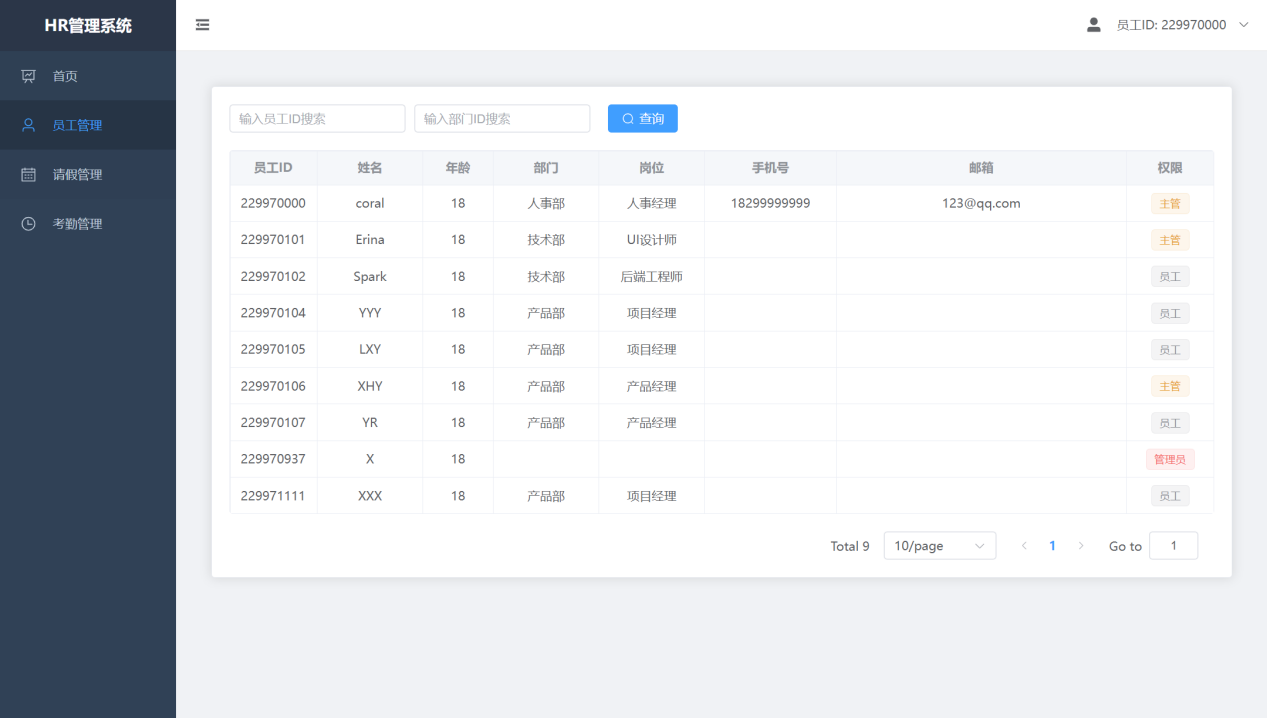 HR管理系统
员工ID: 229970000
首页
员工管理
请假管理
考勤管理
输入员工ID搜索 输入部门ID搜索 查询
员工ID 姓名 年龄 部门 岗位 手机号 邮箱 权限
229970000 coral 18 人事部 人事经理 18299999999 123@qq.com 主管
229970101 Erina 18 技术部 UI设计师 主管
229970102 Spark 18 技术部 后端工程师 员工
229970104 YYY 18 产品部 项目经理 员工
229970105 LXY 18 产品部 项目经理 员工
229970106 XHY 18 产品部 产品经理 主管
229970107 YR 18 产品部 产品经理 员工
229970937 X 18 管理员
229971111 XXX 18 产品部 项目经理 员工
Total 9 10/page 1 Go to 1